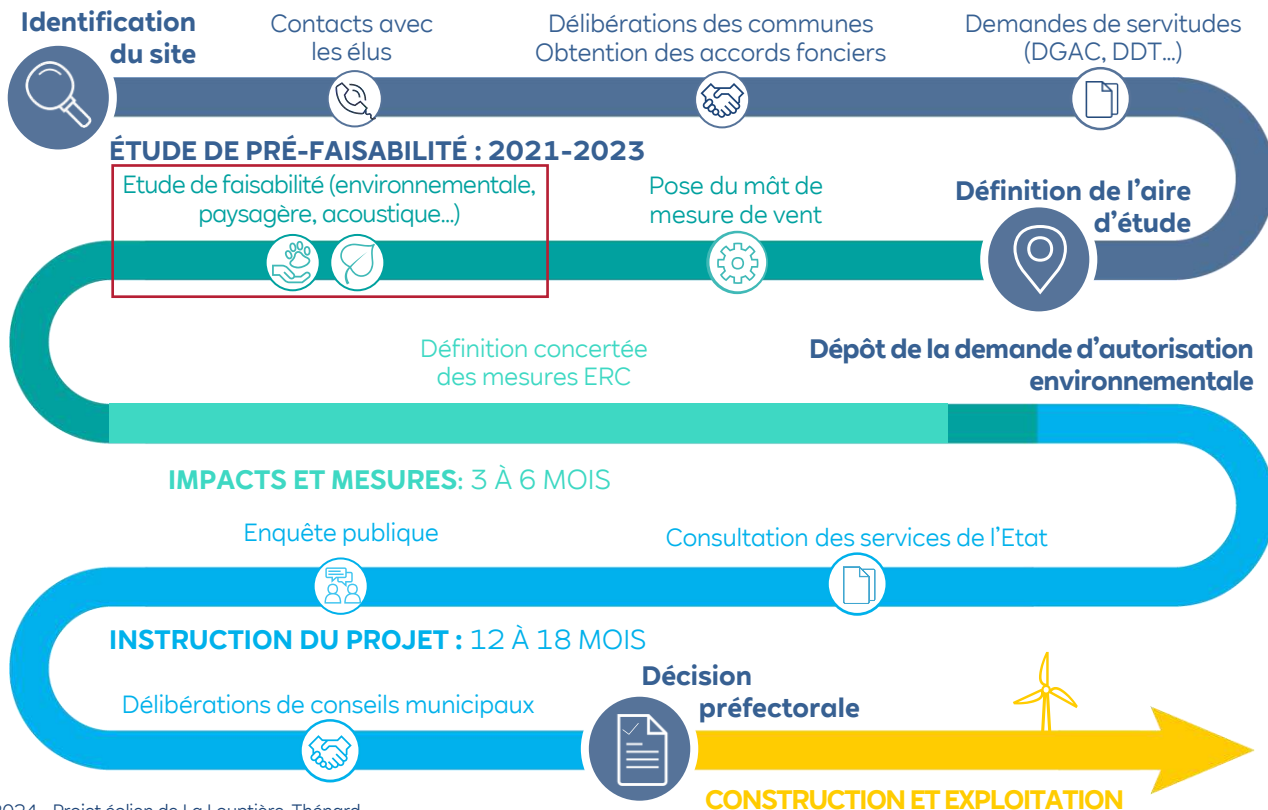 Identification
du site
Contacts avec
les élus
Délibérations des communes
Obtention des accords fonciers
Demandes de servitudes
(DGAC, DDT...)
ÉTUDE DE PRÉ-FAISABILITÉ : 2021-2023
Etude de faisabilité (environnementale,
paysagère, acoustique...)
Pose du mât de
mesure de vent
Définition de l'aire
d'étude
Définition concertée
des mesures ERC
Dépôt de la demande d'autorisation
environnementale
IMPACTS ET MESURES: 3 À 6 MOIS
Enquête publique
Consultation des services de l'Etat
INSTRUCTION DU PROJET : 12 À 18 MOIS
Délibérations de conseils municipaux
Décision
préfectorale
CONSTRUCTION ET EXPLOITATION